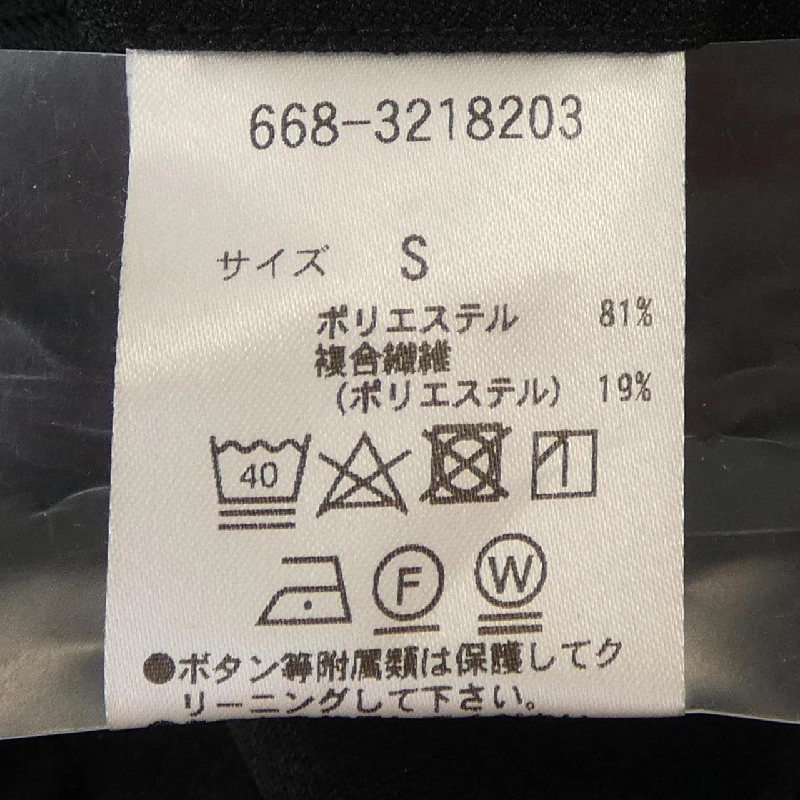 668-3218203
サイズ S
ポリエステル 81%
複合繊維
(ポリエステル) 19%
40
F
W
●ボタン等附属類は保護してク
リーニングして下さい。